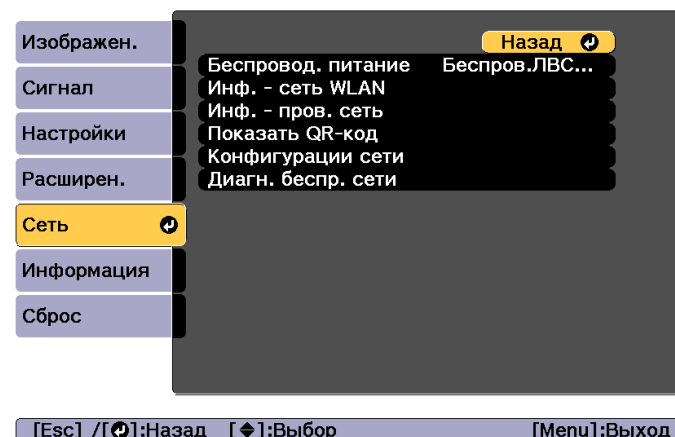 Изображен.
Сигнал
Настройки
Расширен.
Сеть
Информация
Сброс
Назад
Беспровод. питание Беспров.ЛВС...
Инф. - сеть WLAN
Инф. - пров. сеть
Показать QR-код
Конфигурации сети
Диагн. беспр. сети
[Esc] /[ ]:Назад [ ]:Выбор [Menu]:Выход